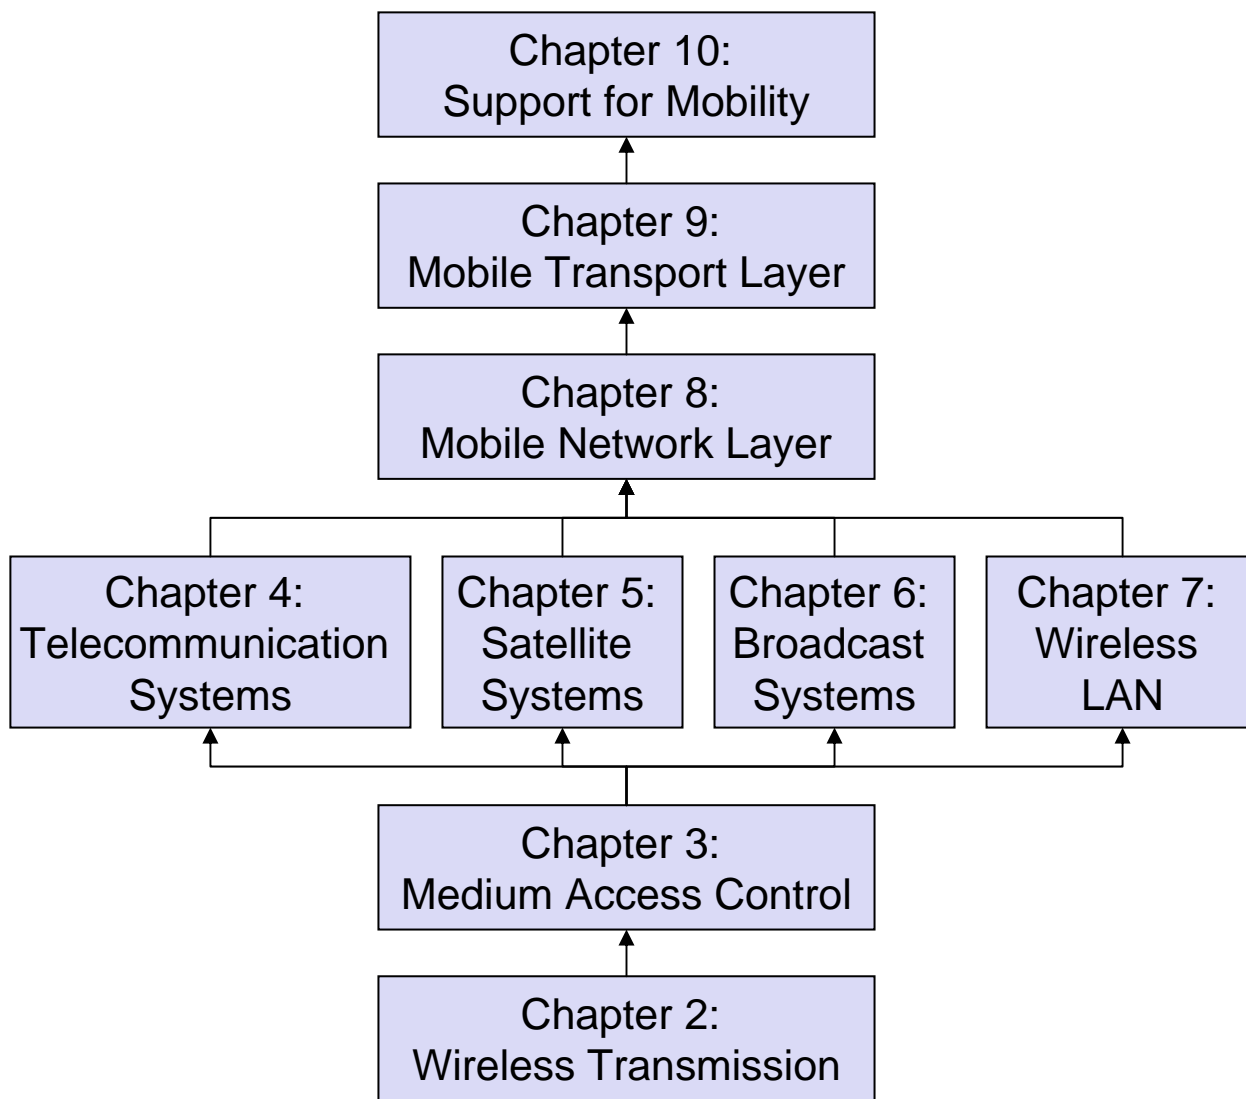 Chapter 10:
Support for Mobility
Chapter 9:
Mobile Transport Layer
Chapter 8:
Mobile Network Layer
Chapter 4:
Telecommunication
Systems
Chapter 5:
Satellite
Systems
Chapter 6:
Broadcast
Systems
Chapter 7:
Wireless
LAN
Chapter 3:
Medium Access Control
Chapter 2:
Wireless Transmission